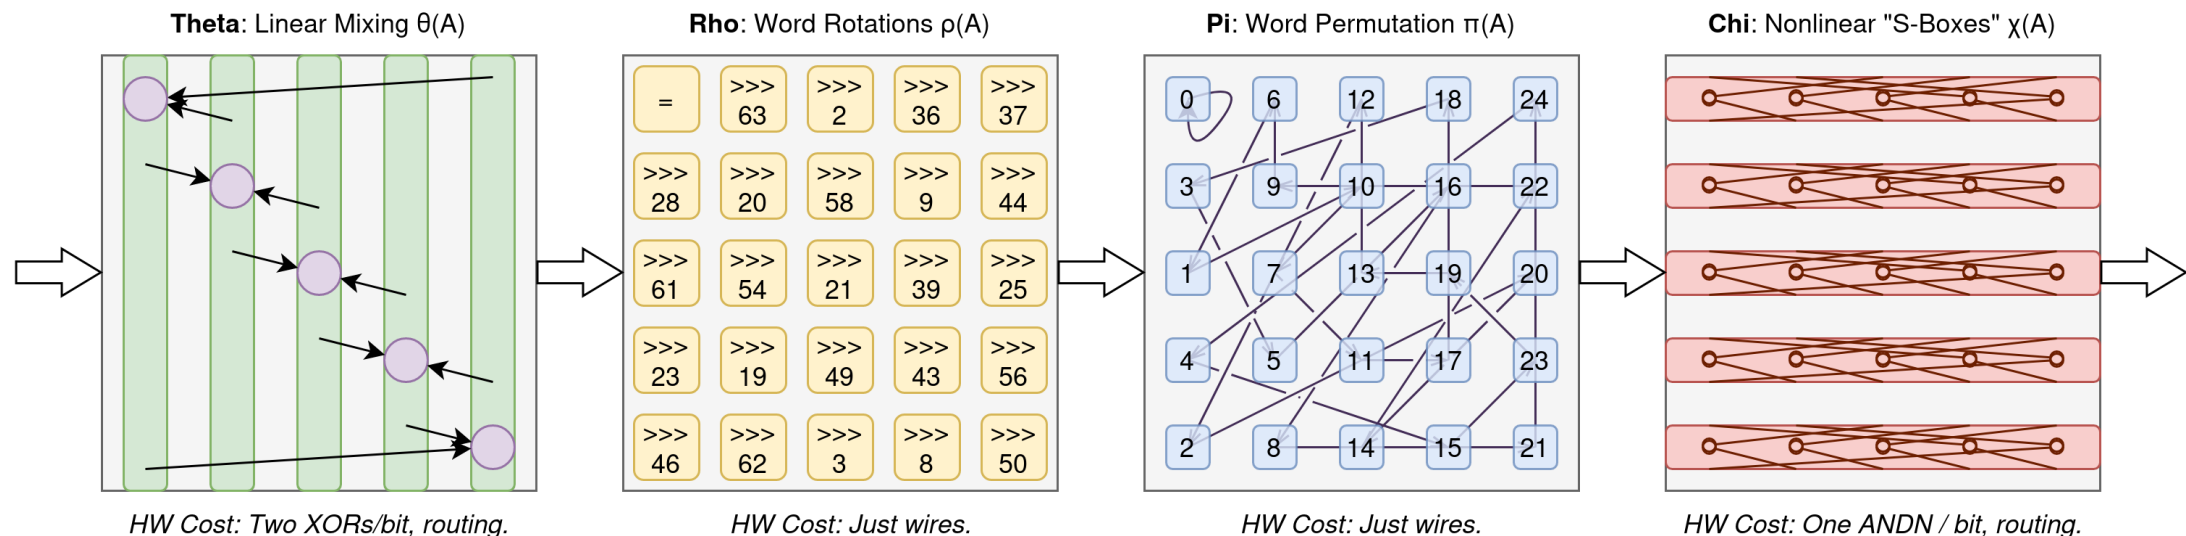 Theta: Linear Mixing θ(A)
Rho: Word Rotations ρ(A)
Pi: Word Permutation π(A)
Chi: Nonlinear "S-Boxes" χ(A)
=
>>> 63
>>> 2
>>> 36
>>> 37
>>> 28
>>> 20
>>> 58
>>> 9
>>> 44
>>> 61
>>> 54
>>> 21
>>> 39
>>> 25
>>> 23
>>> 19
>>> 49
>>> 43
>>> 56
>>> 46
>>> 62
>>> 3
>>> 8
>>> 50
0 6 12 18 24
3 9 10 16 22
1 7 13 19 20
4 5 11 17 23
2 8 14 15 21
HW Cost: Two XORs/bit, routing.
HW Cost: Just wires.
HW Cost: Just wires.
HW Cost: One ANDN / bit, routing.